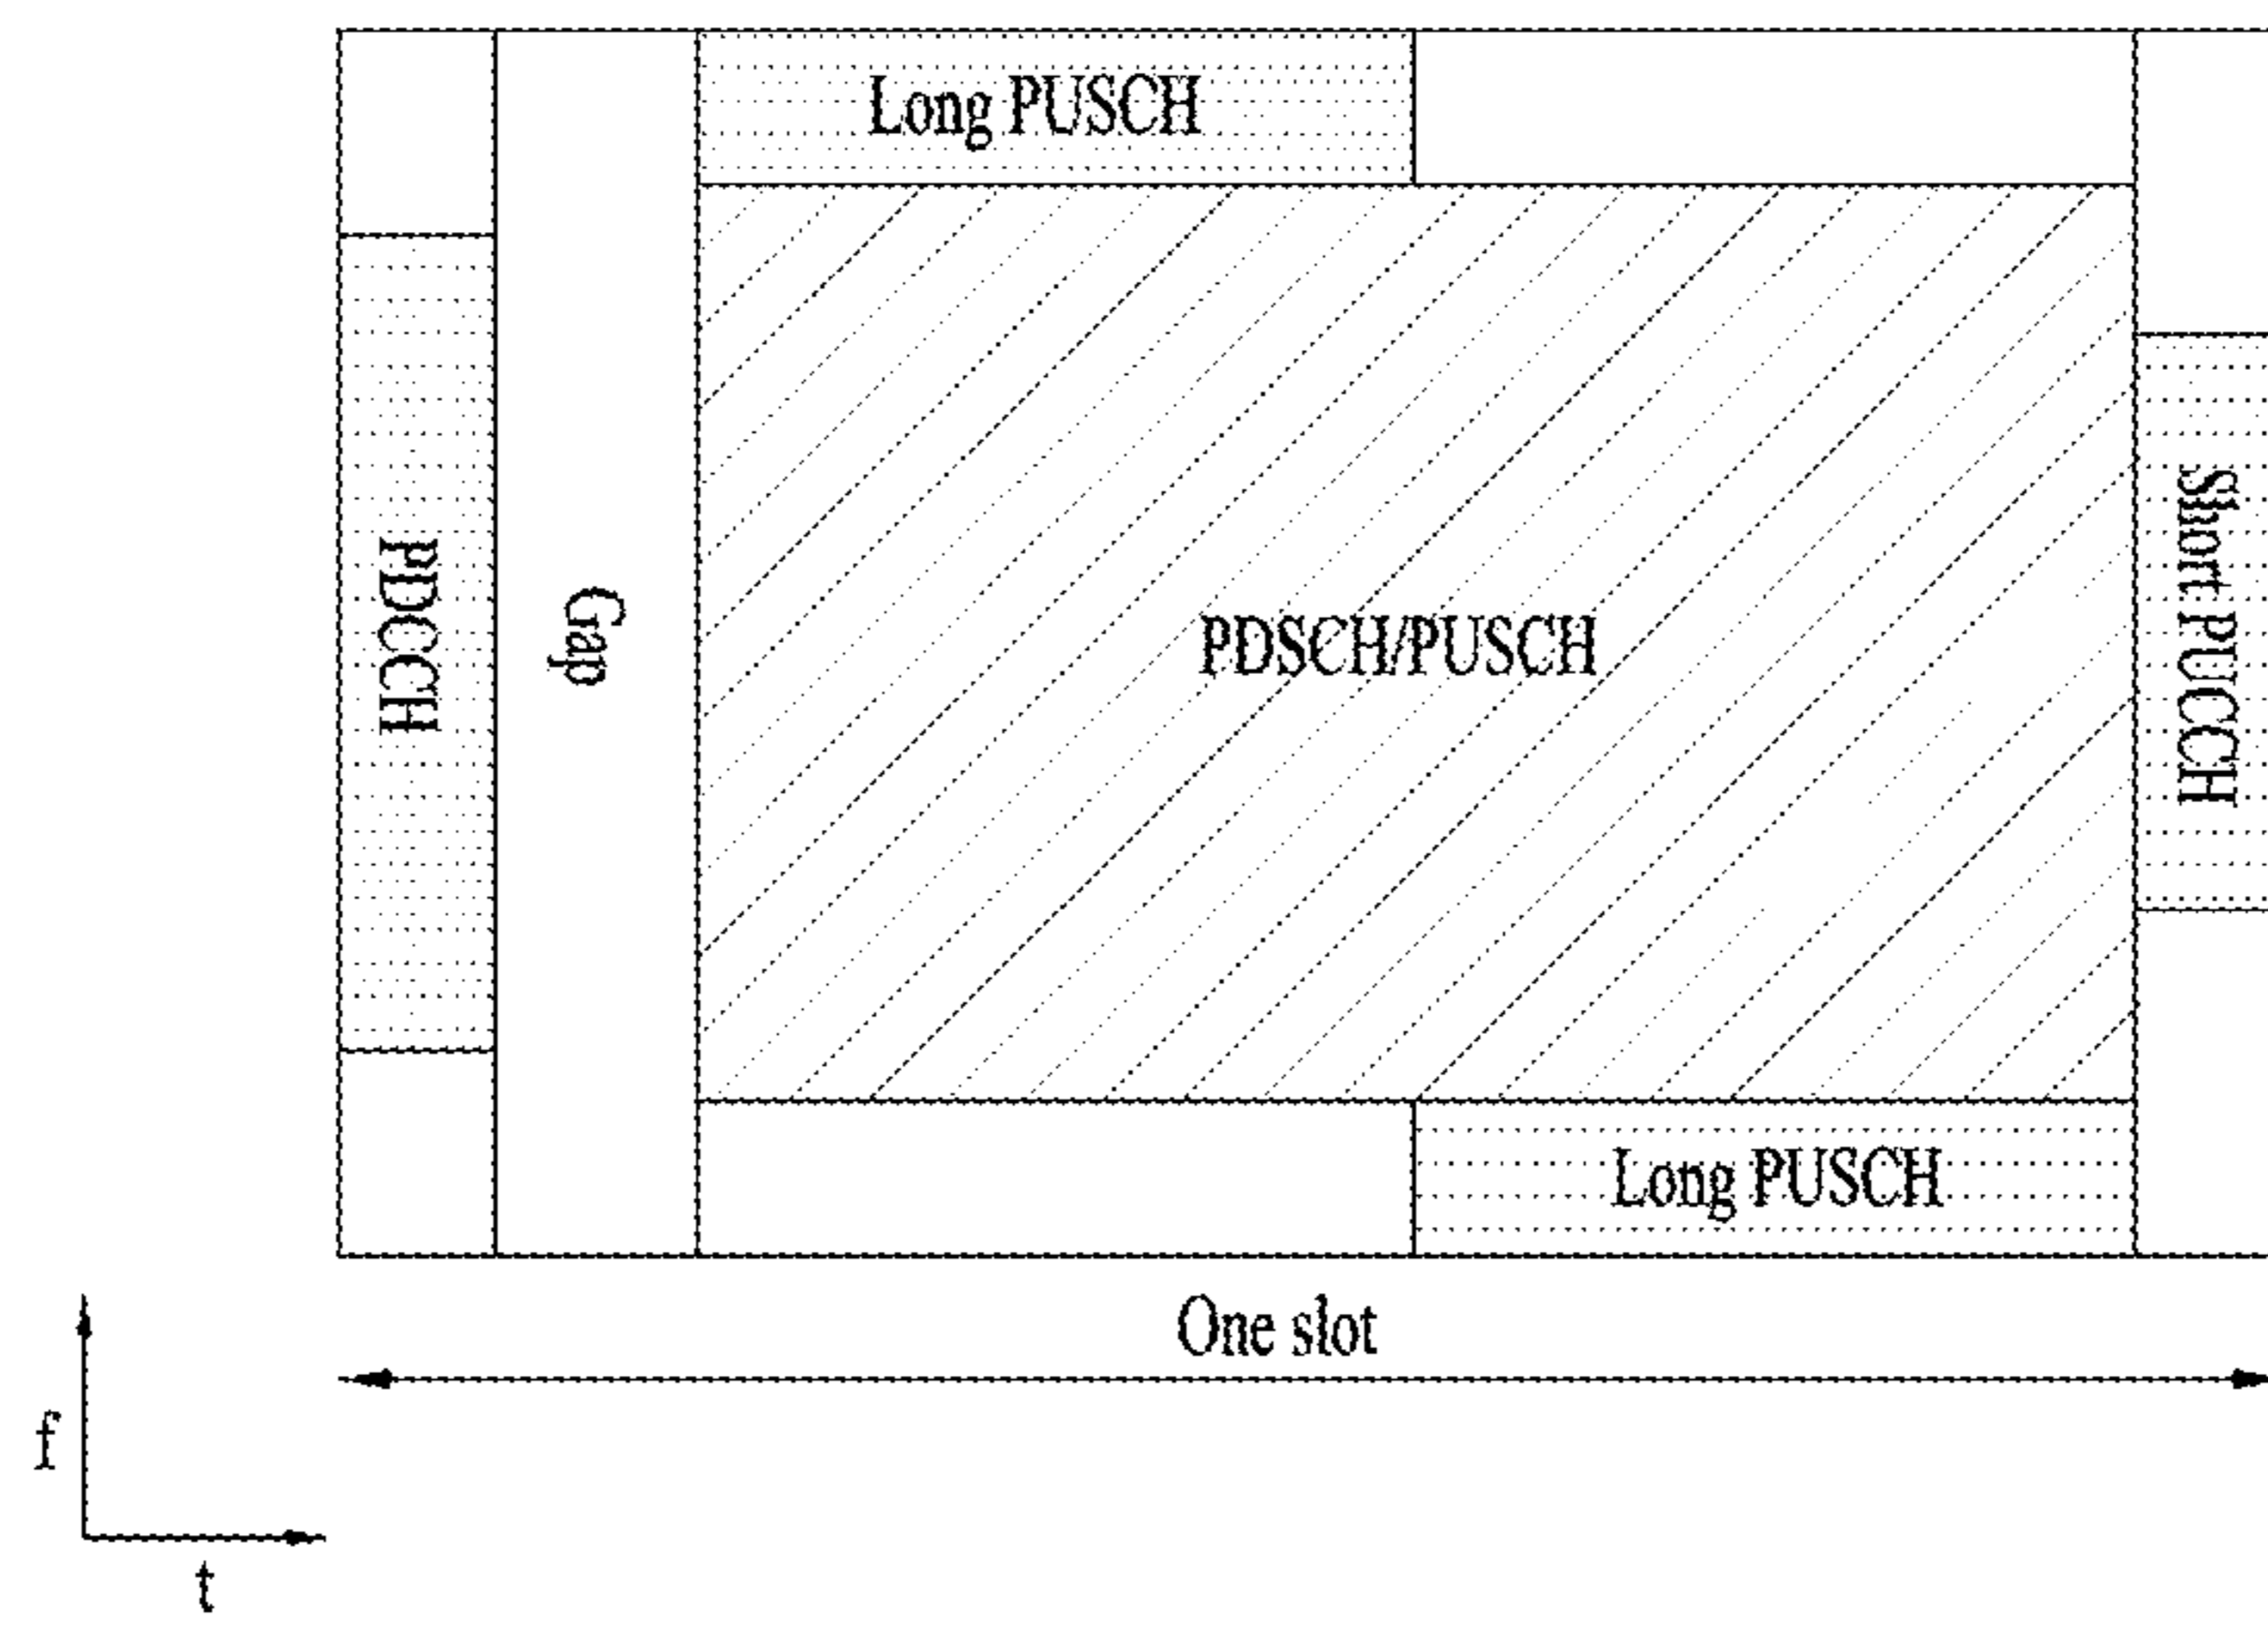 Long PUSCH
PDCCH
Gap
PDSCH/PUSCH
Short PUCCH
Long PUSCH
One slot
f
t